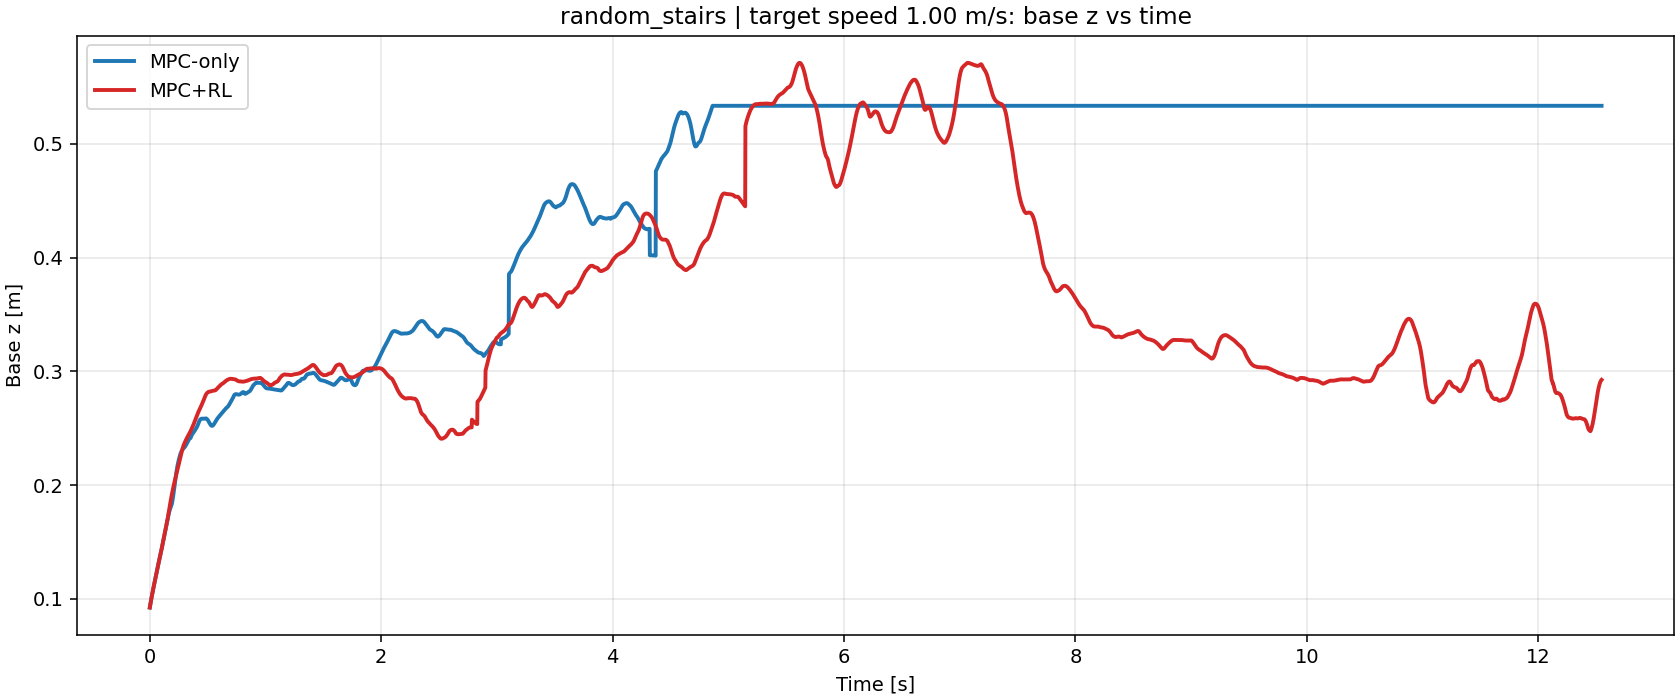 random_stairs | target speed 1.00 m/s: base z vs time
MPC-only
MPC+RL
Base z [m]
0.5
0.4
0.3
0.2
0.1
0 2 4 6 8 10 12
Time [s]